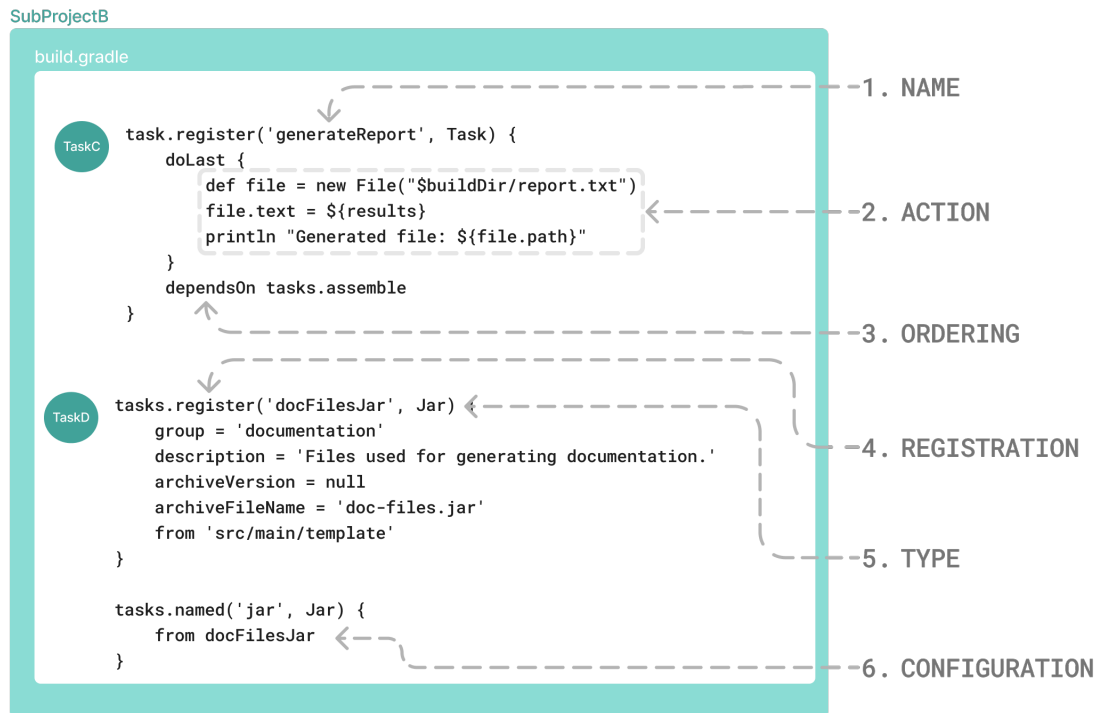 SubProjectB
build.gradle
1. NAME
TaskC
task.register('generateReport', Task) {
doLast {
def file = new File("$buildDir/report.txt")
file.text = ${results}
2. ACTION
println "Generated file: ${file.path}"
}
dependsOn tasks.assemble
}
3. ORDERING
TaskD
tasks.register('docFilesJar', Jar) {
group = 'documentation'
4. REGISTRATION
description = 'Files used for generating documentation.'
archiveVersion = null
archiveFileName = 'doc-files.jar'
from 'src/main/template'
}
5. TYPE
tasks.named('jar', Jar) {
from docFilesJar
}
6. CONFIGURATION